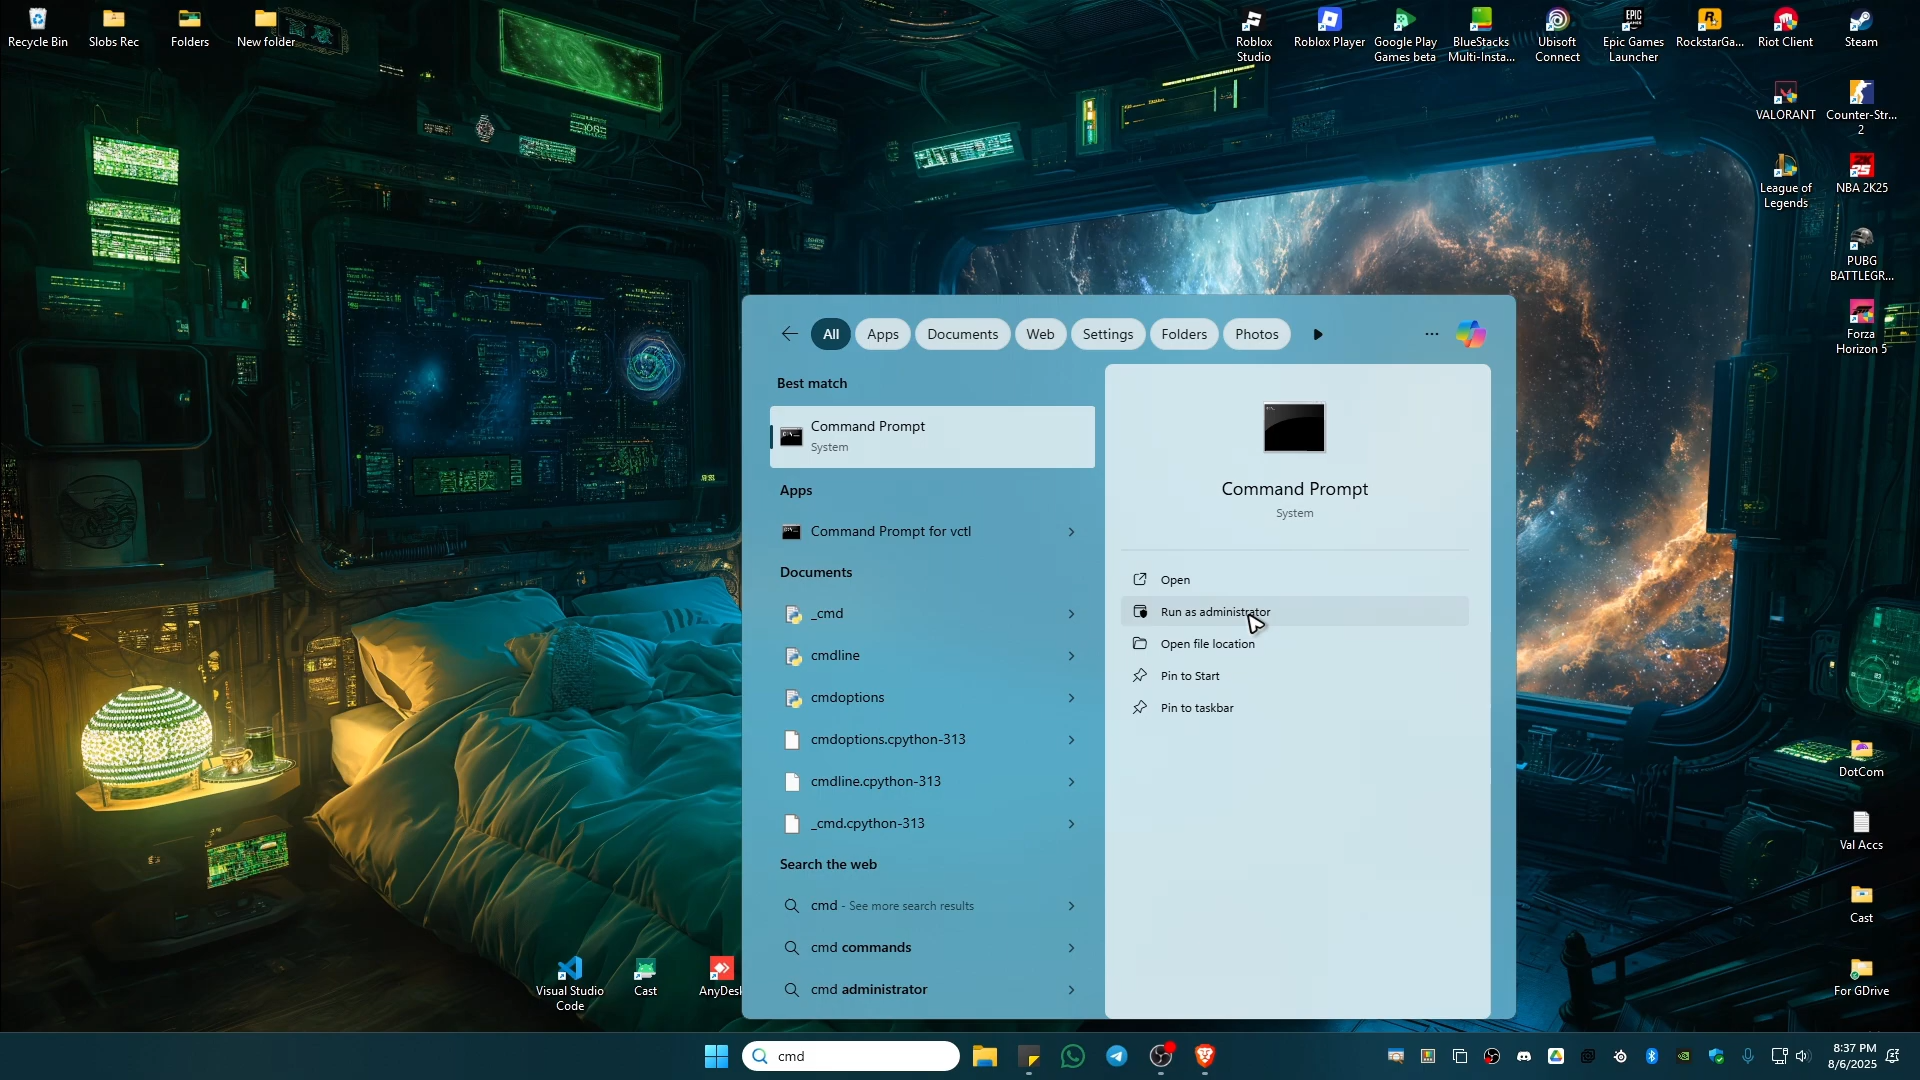 Recycle Bin
Slobs Rec
Folders
New folder
Roblox
Studio
Roblox Player
Google Play
Games beta
BlueStacks
Multi-Insta...
Ubisoft
Connect
EPIC
GAMES
Epic Games
Launcher
RockstarGa...
Riot Client
Steam
VALORANT
Counter-Str...
2
League of
Legends
NBA 2K25
PUBG
BATTLEGR...
Forza
Horizon 5
DotCom
Val Accs
Cast
For GDrive
Visual Studio
Code
Cast
AnyDesk
All
Apps
Documents
Web
Settings
Folders
Photos
Best match
Command Prompt
System
Apps
Command Prompt for vctl
Documents
_cmd
cmdline
cmdoptions
cmdoptions.cpython-313
cmdline.cpython-313
_cmd.cpython-313
Search the web
cmd - See more search results
cmd commands
cmd administrator
Command Prompt
System
Open
Run as administrator
Open file location
Pin to Start
Pin to taskbar
cmd
8:37 PM
8/6/2025